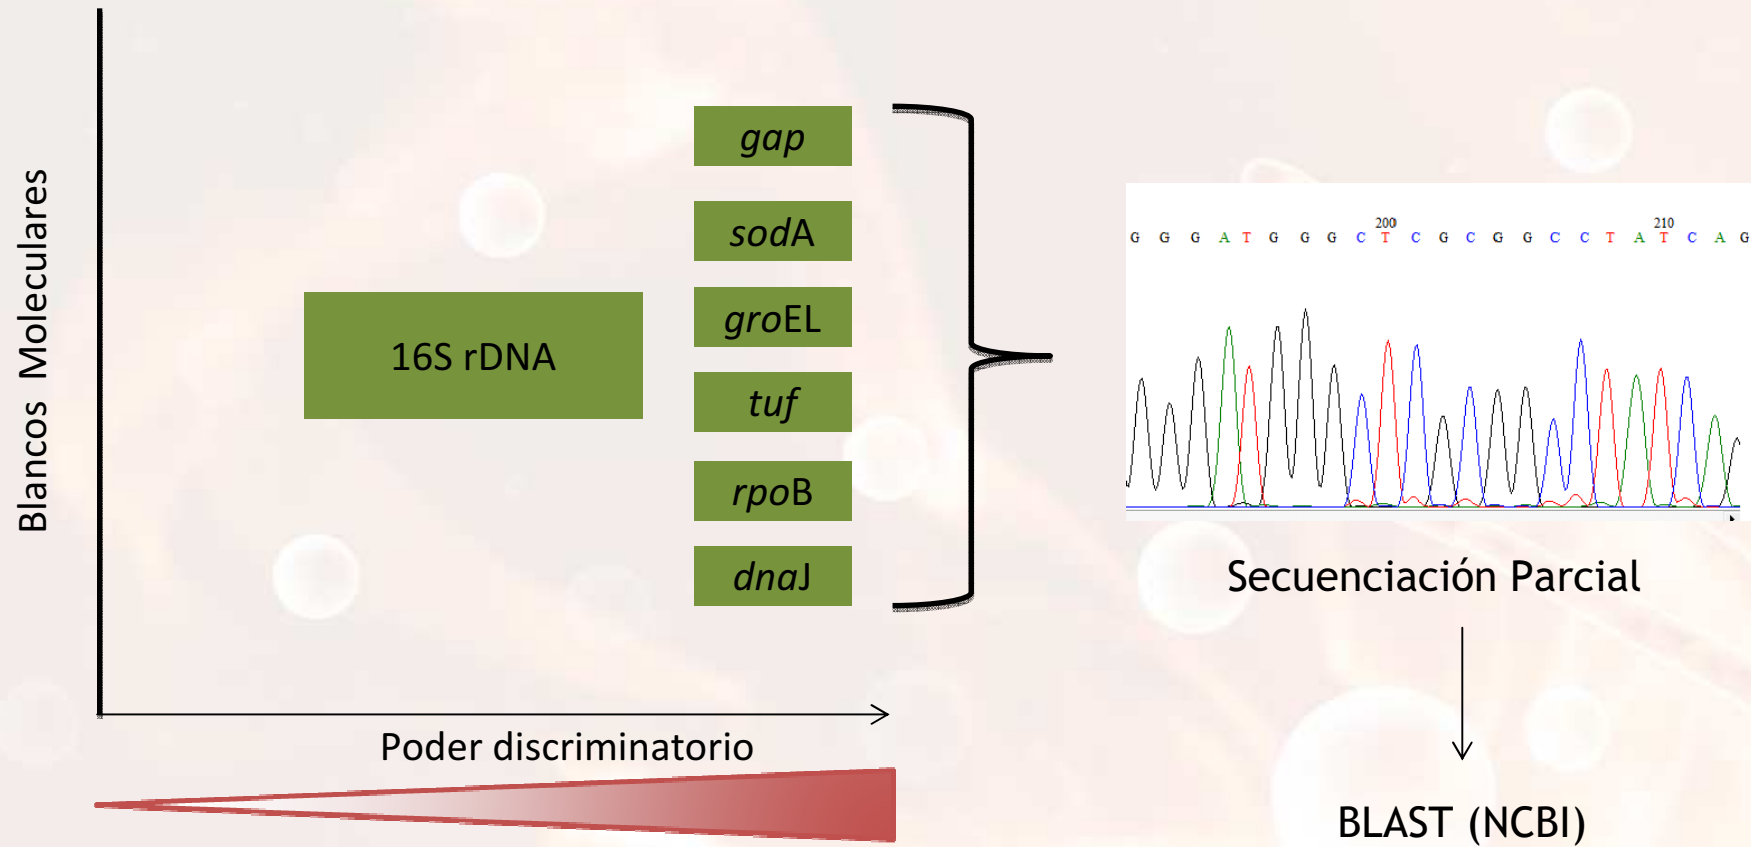 Blancos Moleculares
16S rDNA
gap
sodA
groEL
tuf
rpoB
dnaJ
Poder discriminatorio
200 210
G G G A T G G G C T C G C G G C C T A T C A G
Secuenciación Parcial
BLAST (NCBI)